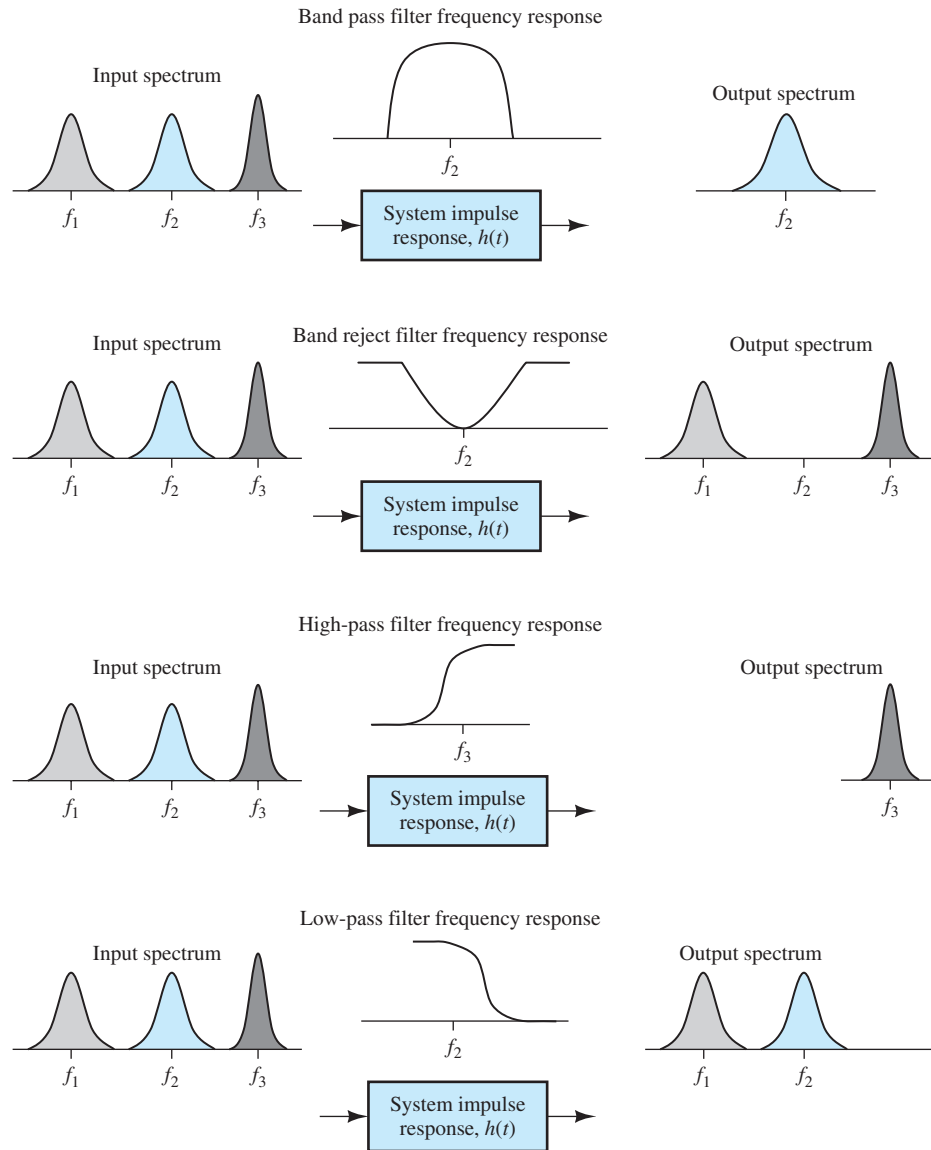 Band pass filter frequency response
Input spectrum
Output spectrum
f1 f2 f3
f2
f2
System impulse
response, h(t)
Band reject filter frequency response
Input spectrum
Output spectrum
f1 f2 f3
f2
f1 f2 f3
System impulse
response, h(t)
High-pass filter frequency response
Input spectrum
Output spectrum
f1 f2 f3
f3
f3
System impulse
response, h(t)
Low-pass filter frequency response
Input spectrum
Output spectrum
f1 f2 f3
f2
f1 f2
System impulse
response, h(t)